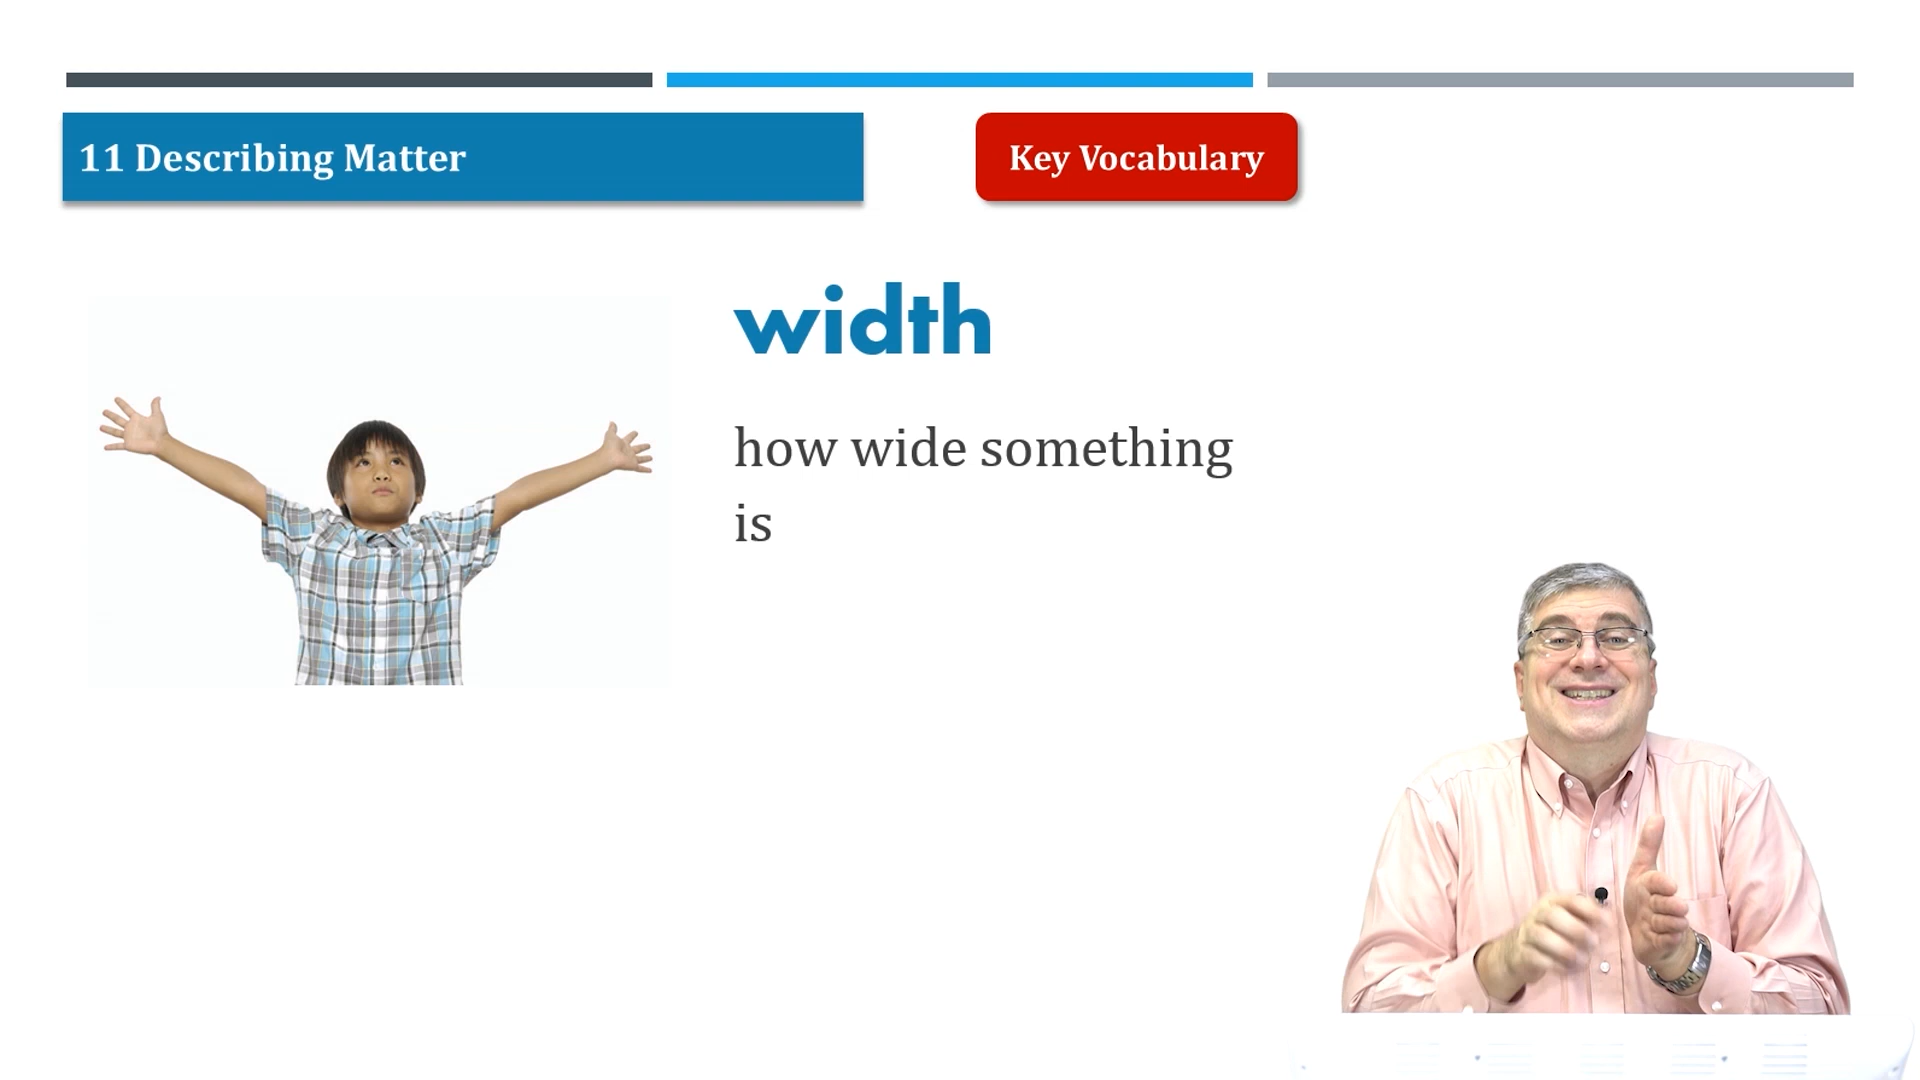 11 Describing Matter
Key Vocabulary
width
how wide something
is